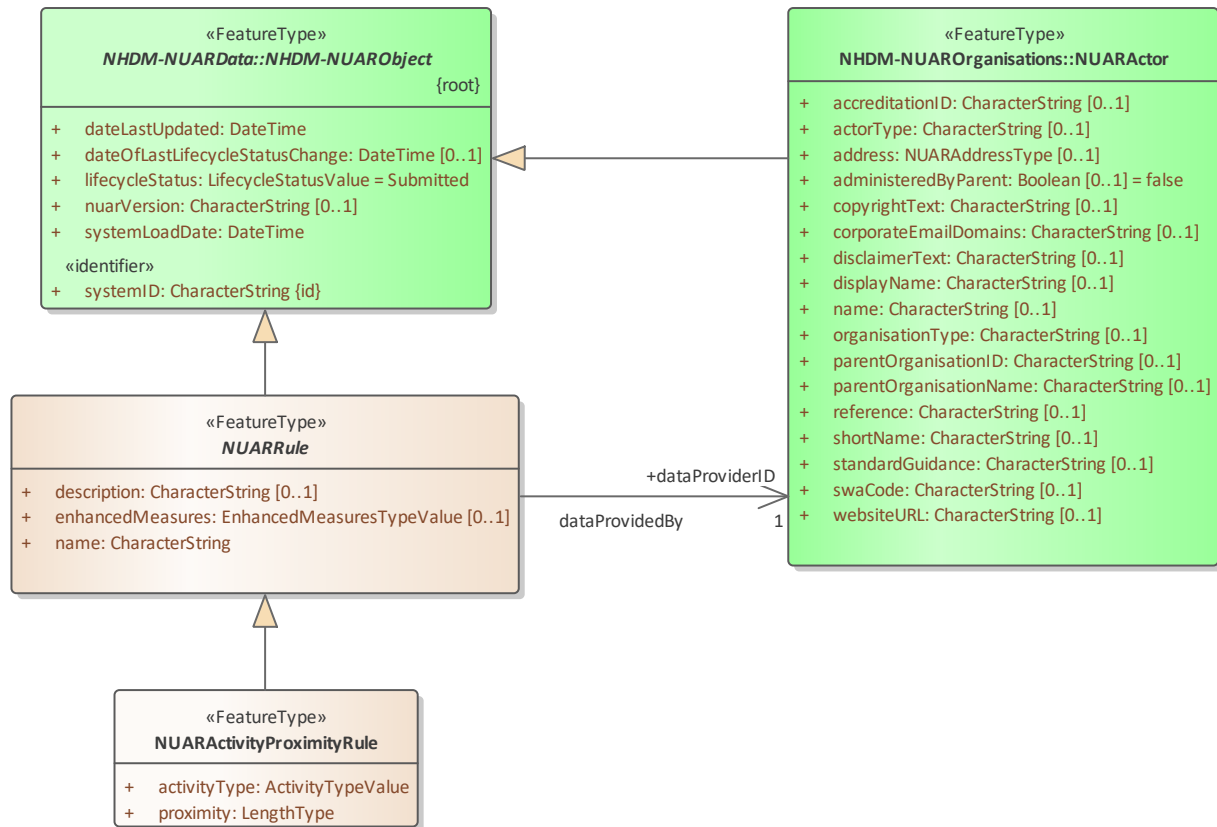 «FeatureType»
NHDM-NUARData::NHDM-NUARObject
{root}
+ dateLastUpdated: DateTime
+ dateOfLastLifecycleStatusChange: DateTime [0..1]
+ lifecycleStatus: LifecycleStatusValue = Submitted
+ nuarVersion: CharacterString [0..1]
+ systemLoadDate: DateTime
«identifier»
+ systemID: CharacterString {id}
«FeatureType»
NHDM-NUAROrganisations::NUARActor
+ accreditationID: CharacterString [0..1]
+ actorType: CharacterString [0..1]
+ address: NUARAddressType [0..1]
+ administeredByParent: Boolean [0..1] = false
+ copyrightText: CharacterString [0..1]
+ corporateEmailDomains: CharacterString [0..1]
+ disclaimerText: CharacterString [0..1]
+ displayName: CharacterString [0..1]
+ name: CharacterString [0..1]
+ organisationType: CharacterString [0..1]
+ parentOrganisationID: CharacterString [0..1]
+ parentOrganisationName: CharacterString [0..1]
+ reference: CharacterString [0..1]
+ shortName: CharacterString [0..1]
+ standardGuidance: CharacterString [0..1]
+ swaCode: CharacterString [0..1]
+ websiteURL: CharacterString [0..1]
«FeatureType»
NUARRule
+ description: CharacterString [0..1]
+ enhancedMeasures: EnhancedMeasuresTypeValue [0..1]
+ name: CharacterString
+dataProviderID
dataProvidedBy
1
«FeatureType»
NUARActivityProximityRule
+ activityType: ActivityTypeValue
+ proximity: LengthType